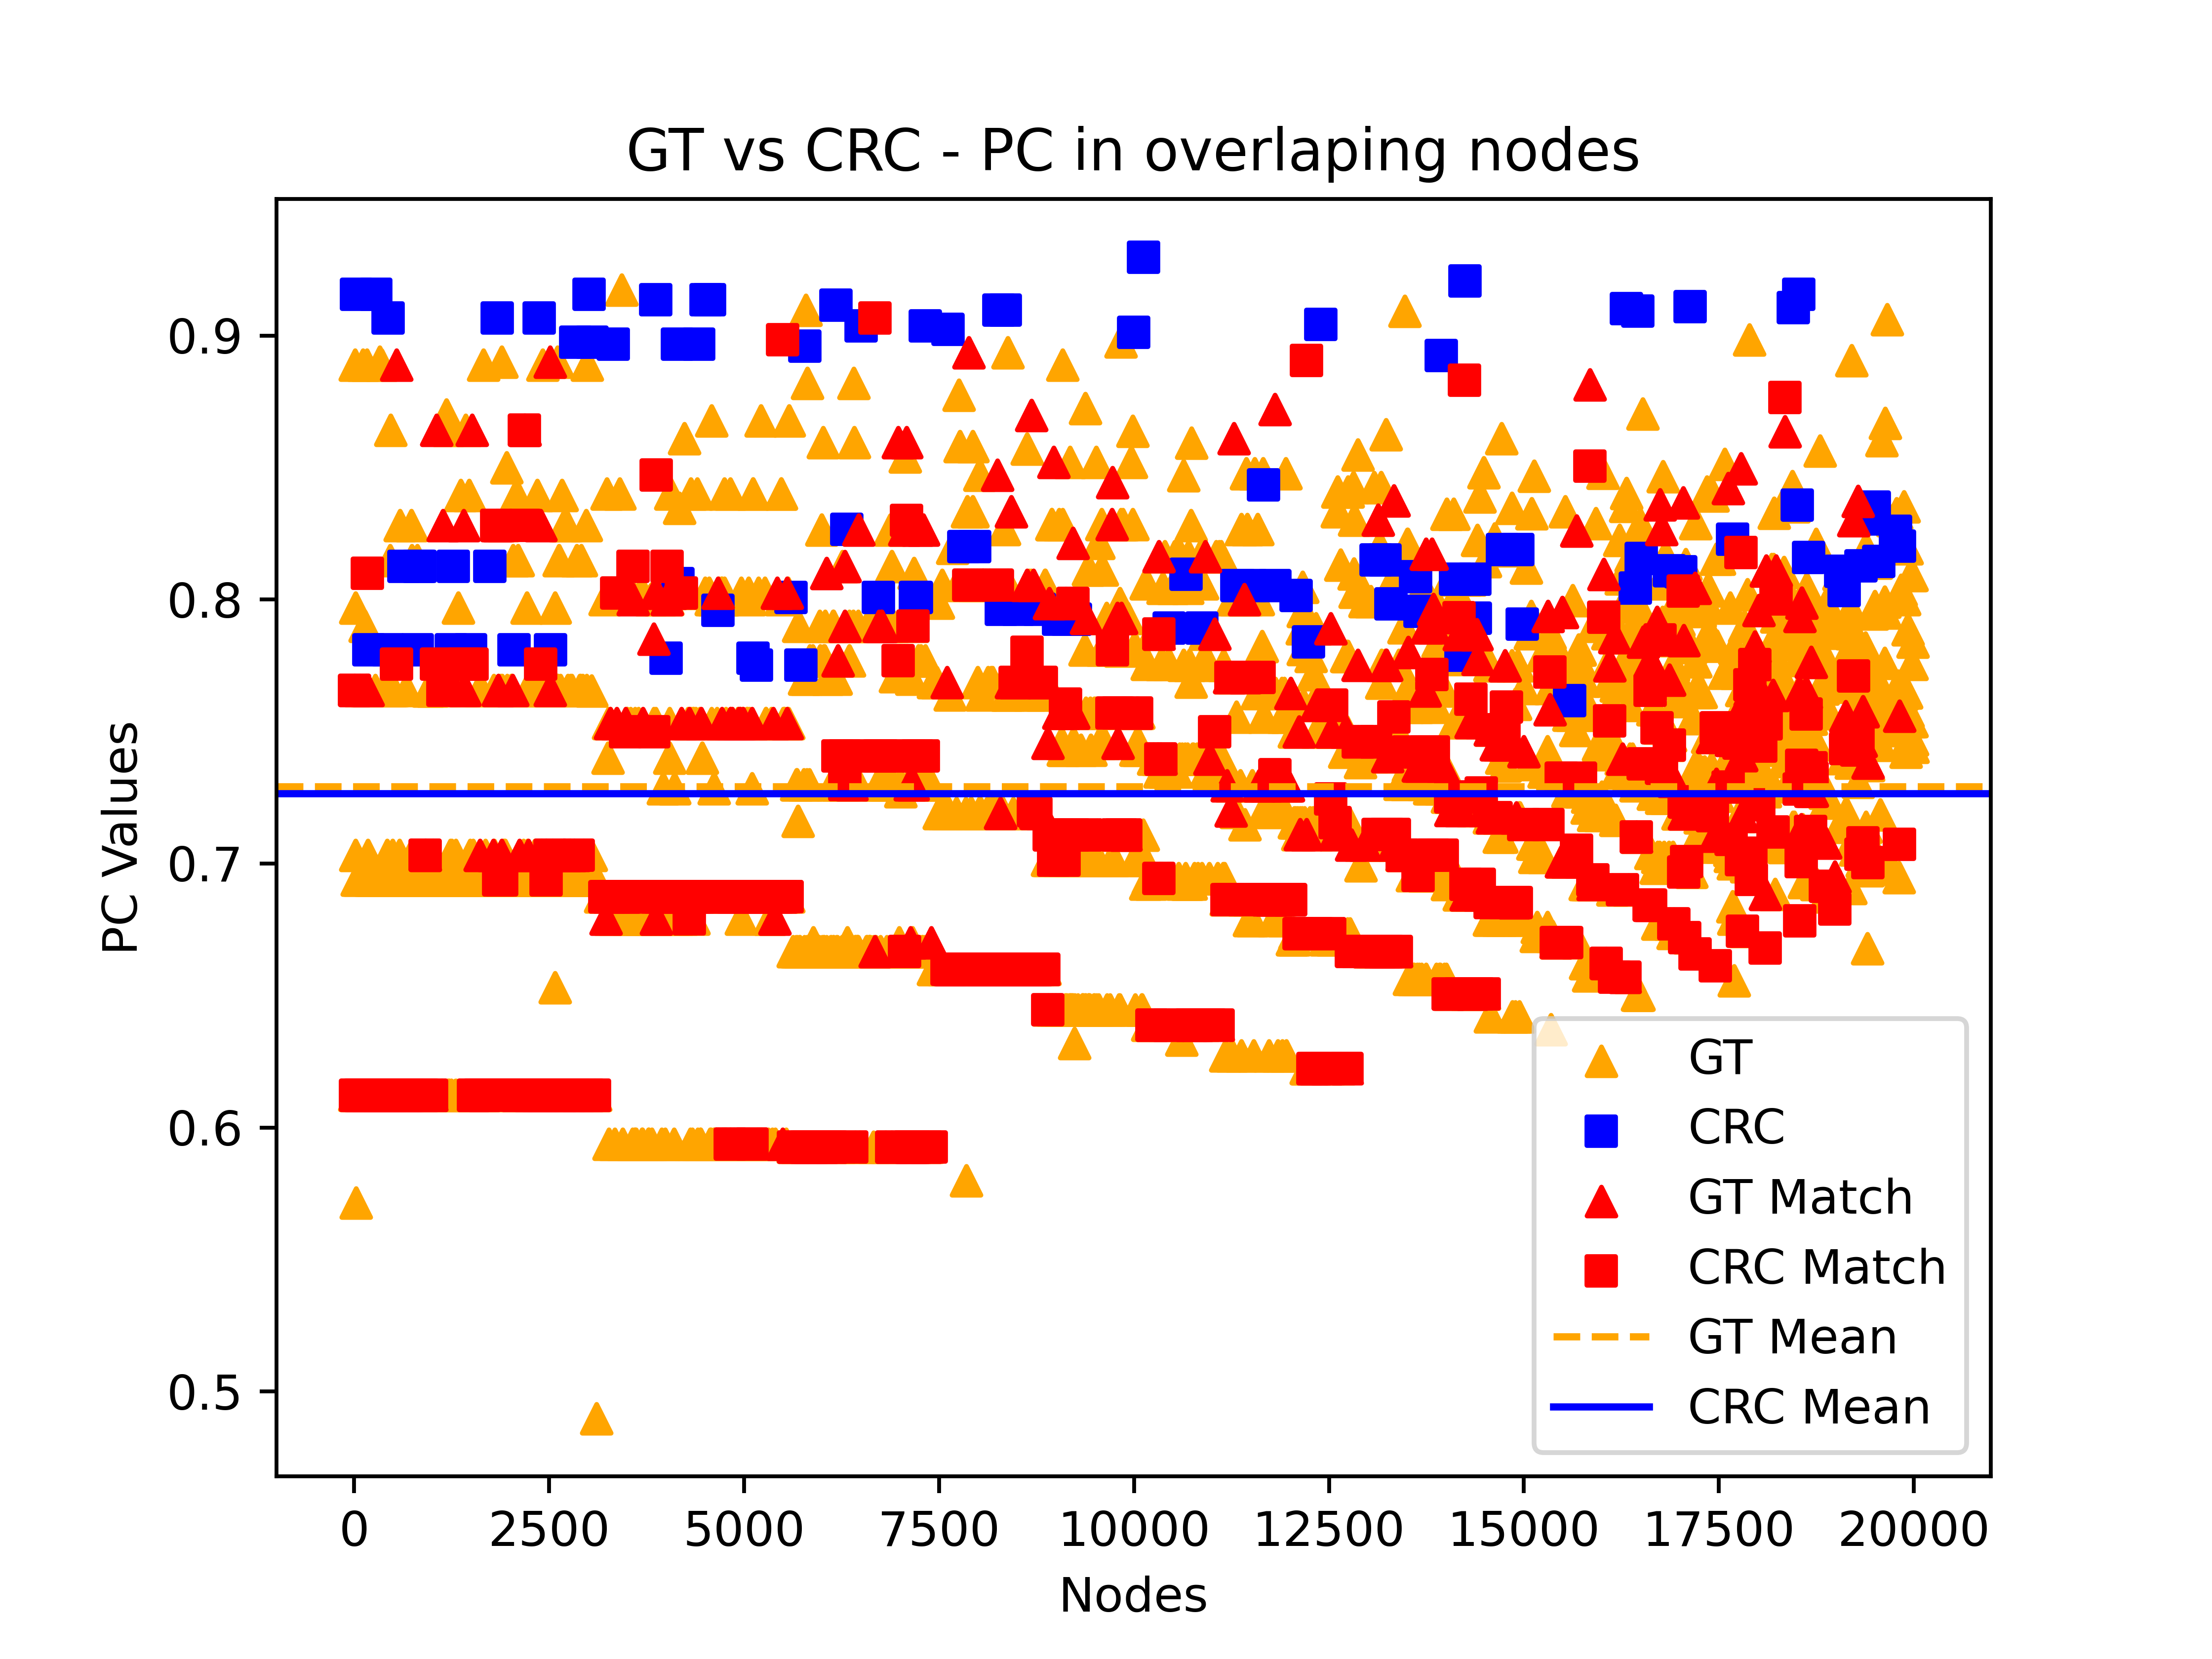 GT vs CRC - PC in overlaping nodes
0.9
0.8
0.7
0.6
0.5
PC Values
0 2500 5000 7500 10000 12500 15000 17500 20000
Nodes
GT
CRC
GT Match
CRC Match
GT Mean
CRC Mean